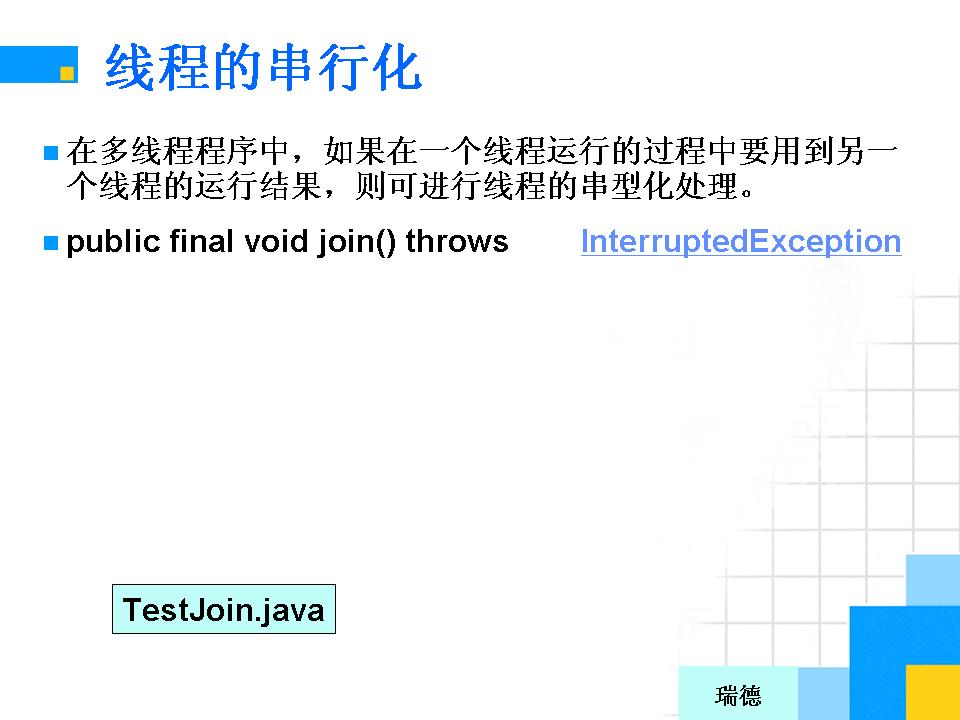 线程的串行化
在多线程程序中，如果在一个线程运行的过程中要用到另一
个线程的运行结果，则可进行线程的串型化处理。
public final void join() throws InterruptedException
TestJoin.java
瑞德